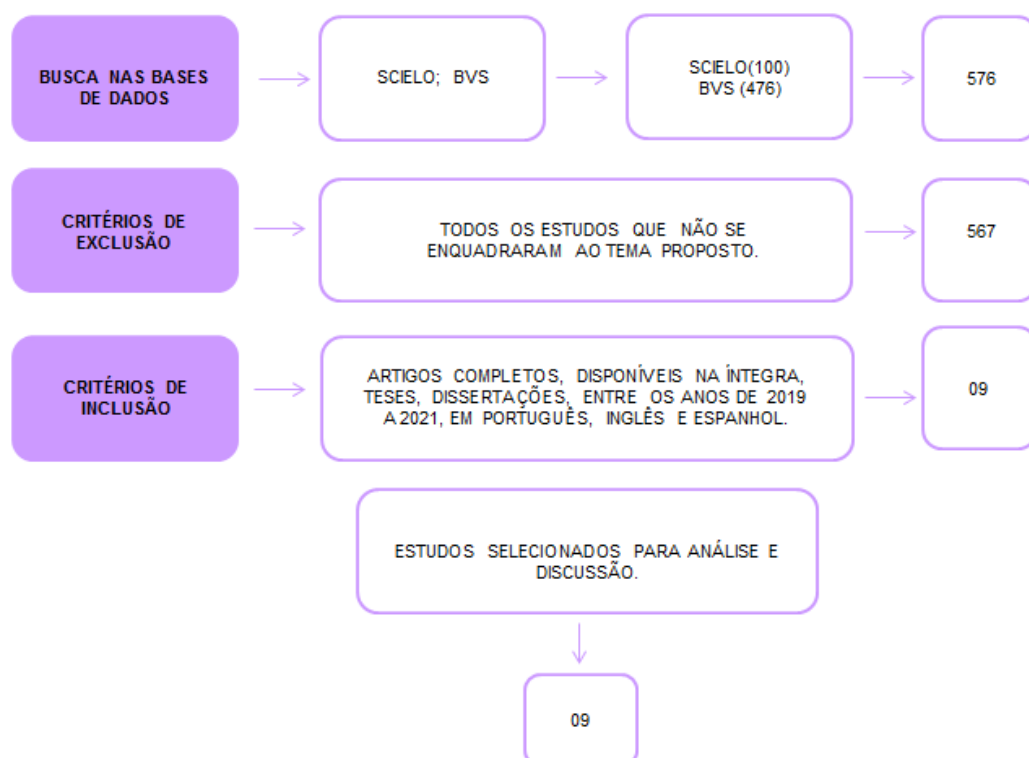 BUSCA NAS BASES
DE DADOS
SCIELO; BVS
SCIELO(100)
BVS (476)
576
CRITÉRIOS DE
EXCLUSÃO
TODOS OS ESTUDOS QUE NÃO SE
ENQUADRARAM AO TEMA PROPOSTO.
567
CRITÉRIOS DE
INCLUSÃO
ARTIGOS COMPLETOS, DISPONÍVEIS NA ÍNTEGRA,
TESES, DISSERTAÇÕES, ENTRE OS ANOS DE 2019
A 2021, EM PORTUGUÊS, INGLÊS E ESPANHOL.
09
ESTUDOS SELECIONADOS PARA ANÁLISE E
DISCUSSÃO.
09